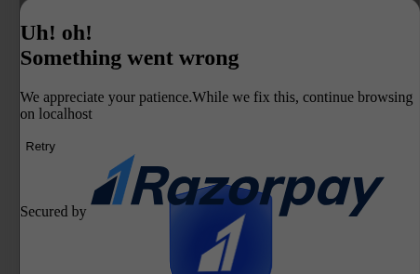 Uh! oh!
Something went wrong
We appreciate your patience.While we fix this, continue browsing
on localhost
Retry
Secured by Razorpay